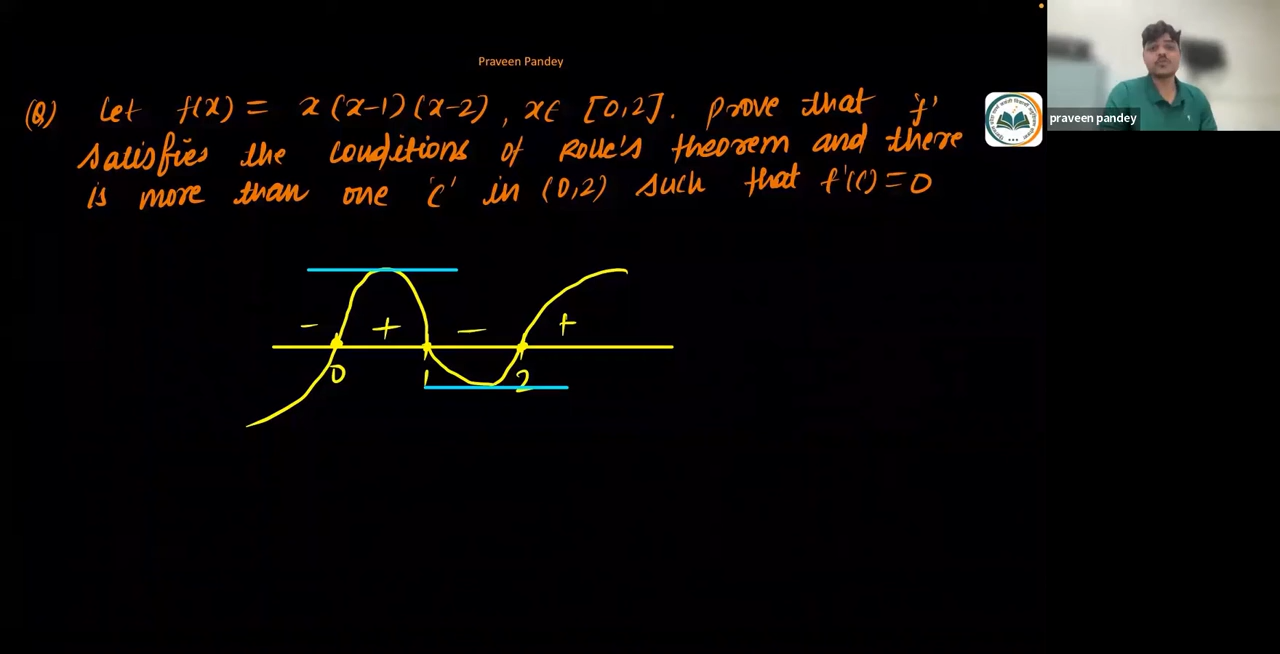 Praveen Pandey
(Q) Let f(x) = x(x-1)(x-2), x∈ [0,2]. prove that 'f'
satisfies the conditions of Rolle's theorem and there
is more than one 'c' in (0,2) such that f'(c)=0
praveen pandey
- + - +
0 1 2